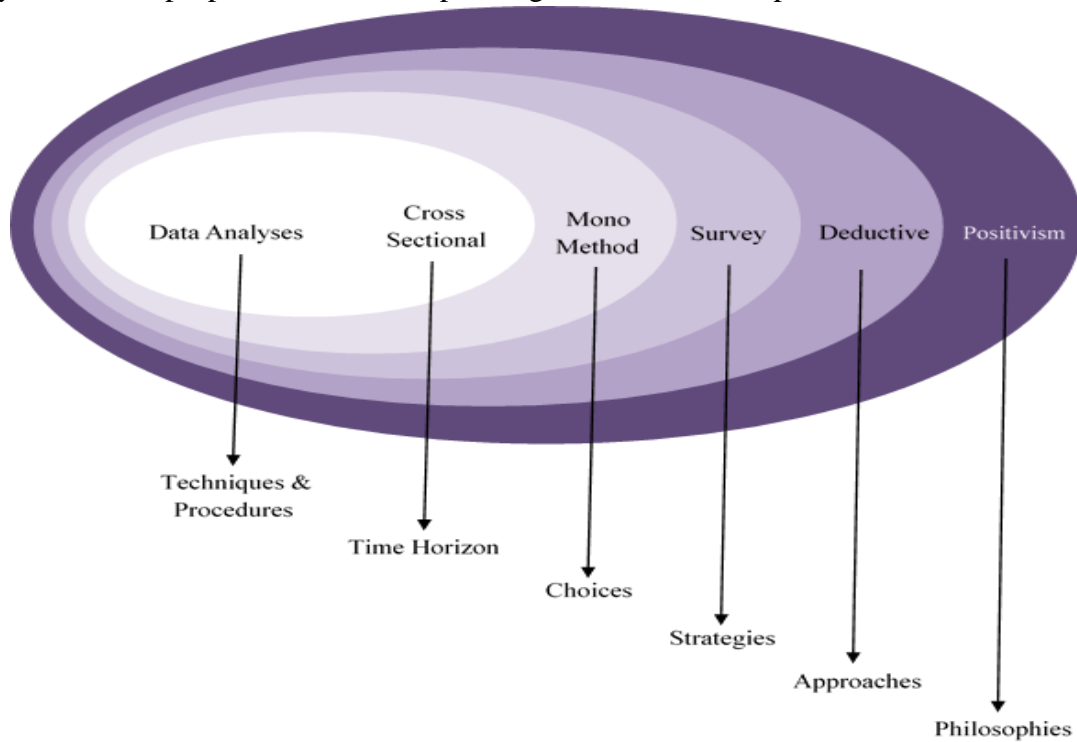 Data Analyses
Cross
Sectional
Mono
Method
Survey
Deductive
Positivism
Techniques &
Procedures
Time Horizon
Choices
Strategies
Approaches
Philosophies